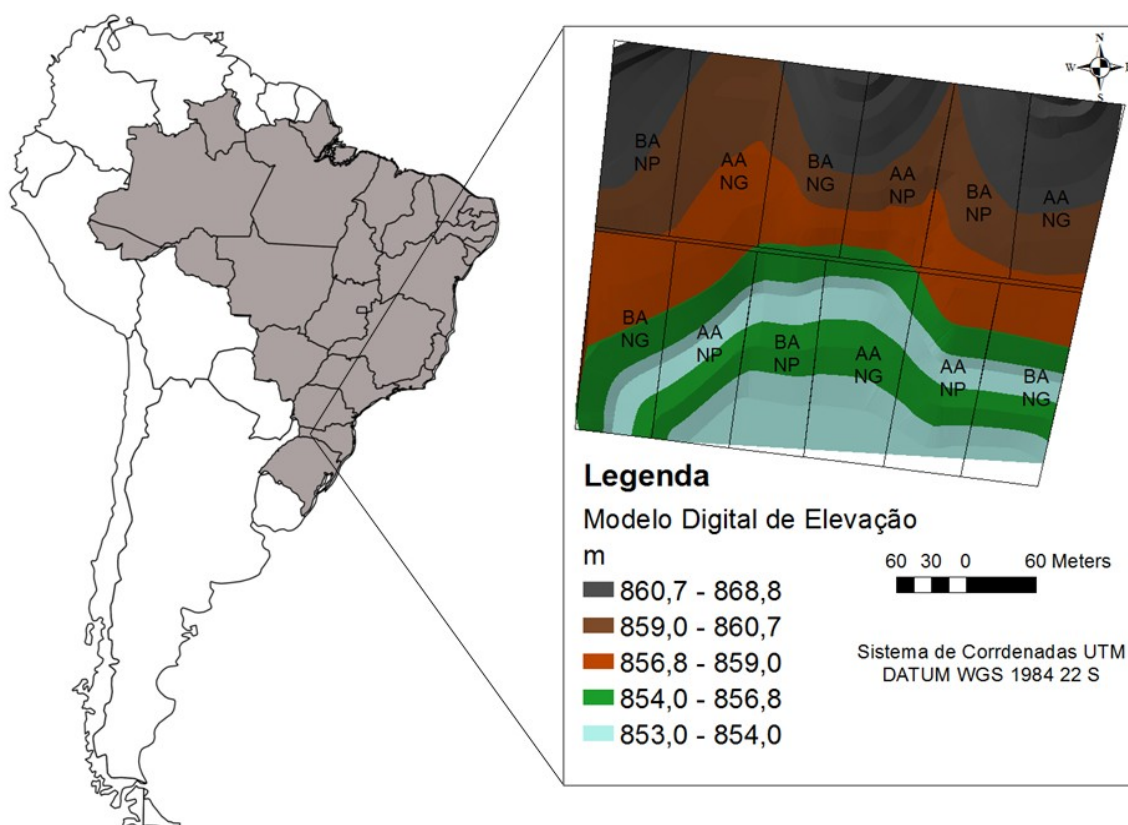 N
W
S
BA
NP
AA
NG
BA
NG
AA
NP
BA
NP
AA
NG
BA
NG
AA
NP
BA
NP
AA
NG
AA
NP
BA
NG
Legenda
Modelo Digital de Elevação
m
60 30 0 60 Meters
860,7 - 868,8
859,0 - 860,7
856,8 - 859,0
854,0 - 856,8
853,0 - 854,0
Sistema de Corrdenadas UTM
DATUM WGS 1984 22 S